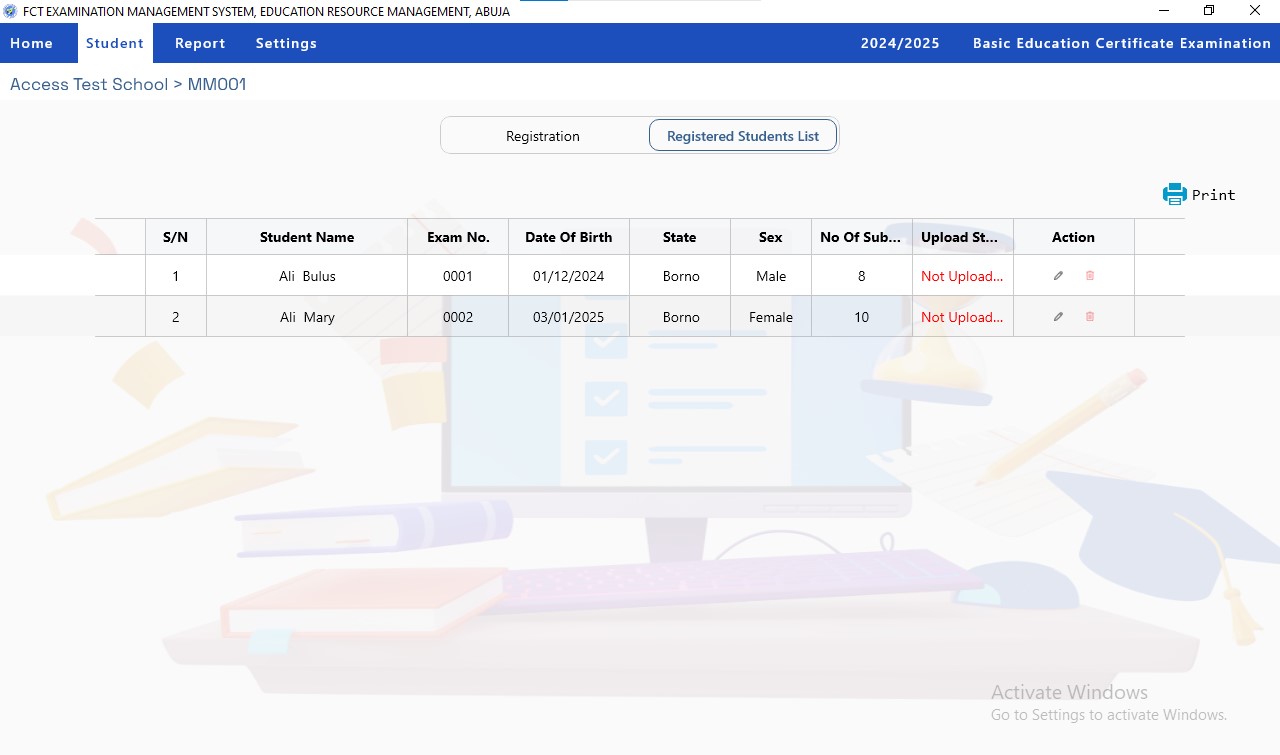 FCT EXAMINATION MANAGEMENT SYSTEM, EDUCATION RESOURCE MANAGEMENT, ABUJA
Home Student Report Settings 2024/2025 Basic Education Certificate Examination
Access Test School > MM001
Registration Registered Students List
Print
S/N Student Name Exam No. Date Of Birth State Sex No Of Sub... Upload St... Action
1 Ali Bulus 0001 01/12/2024 Borno Male 8 Not Upload...
2 Ali Mary 0002 03/01/2025 Borno Female 10 Not Upload...
Activate Windows
Go to Settings to activate Windows.